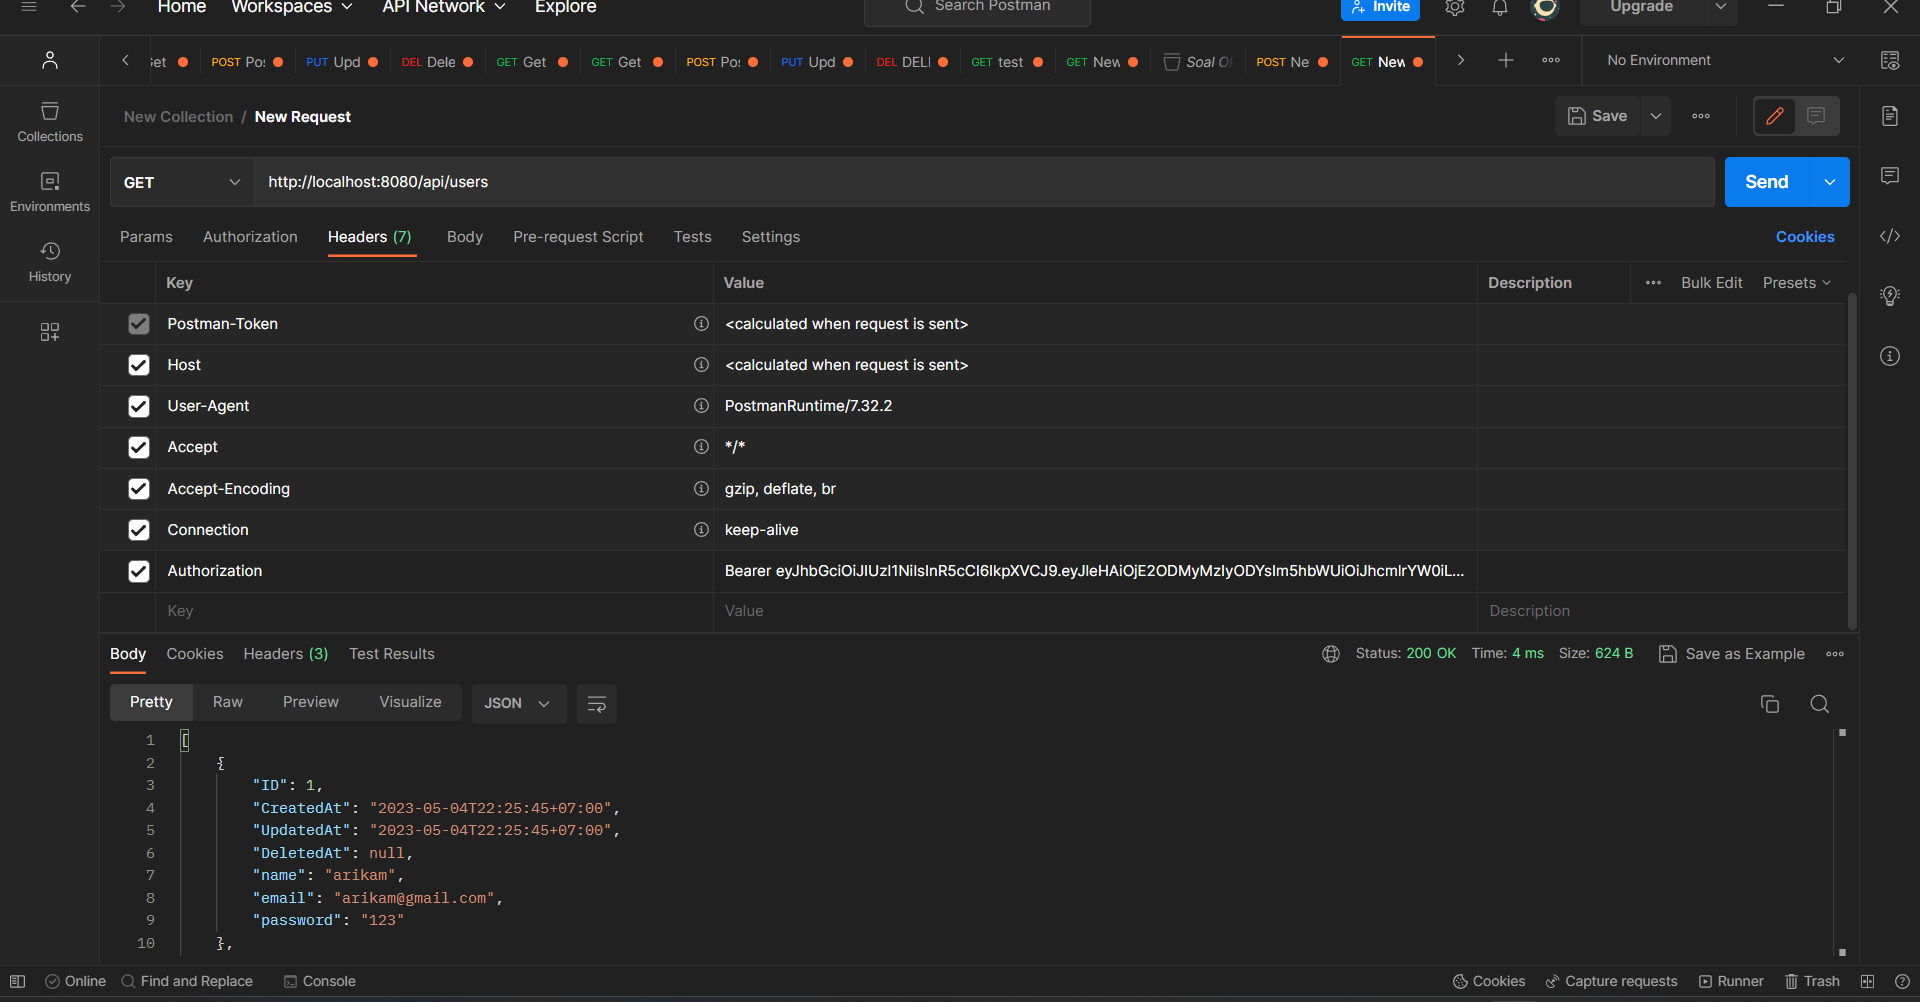 Home Workspaces API Network Explore Search Postman Invite Upgrade
Get POST Pos PUT Upd DEL Dele GET Get GET Get POST Pos PUT Upd DEL DELE GET test GET New Soal POST Ne GET New No Environment
New Collection / New Request Save
GET http://localhost:8080/api/users Send
Params Authorization Headers (7) Body Pre-request Script Tests Settings Cookies
Collections
Environments
History
Key Value Description Bulk Edit Presets
Postman-Token <calculated when request is sent>
Host <calculated when request is sent>
User-Agent PostmanRuntime/7.32.2
Accept */*
Accept-Encoding gzip, deflate, br
Connection keep-alive
Authorization Bearer eyJhbGciOiJIUzI1NiIsInR5cCI6IkpXVCJ9.eyJleHAiOjE2ODMyMzIyODYsIm5hbWUiOiJhcmlrYW0iL...
Key Value Description
Body Cookies Headers (3) Test Results Status: 200 OK Time: 4 ms Size: 624 B Save as Example
Pretty Raw Preview Visualize JSON
1 [
2 {
3 "ID": 1,
4 "CreatedAt": "2023-05-04T22:25:45+07:00",
5 "UpdatedAt": "2023-05-04T22:25:45+07:00",
6 "DeletedAt": null,
7 "name": "arikam",
8 "email": "arikam@gmail.com",
9 "password": "123"
10 },
Online Find and Replace Console Cookies Capture requests Runner Trash